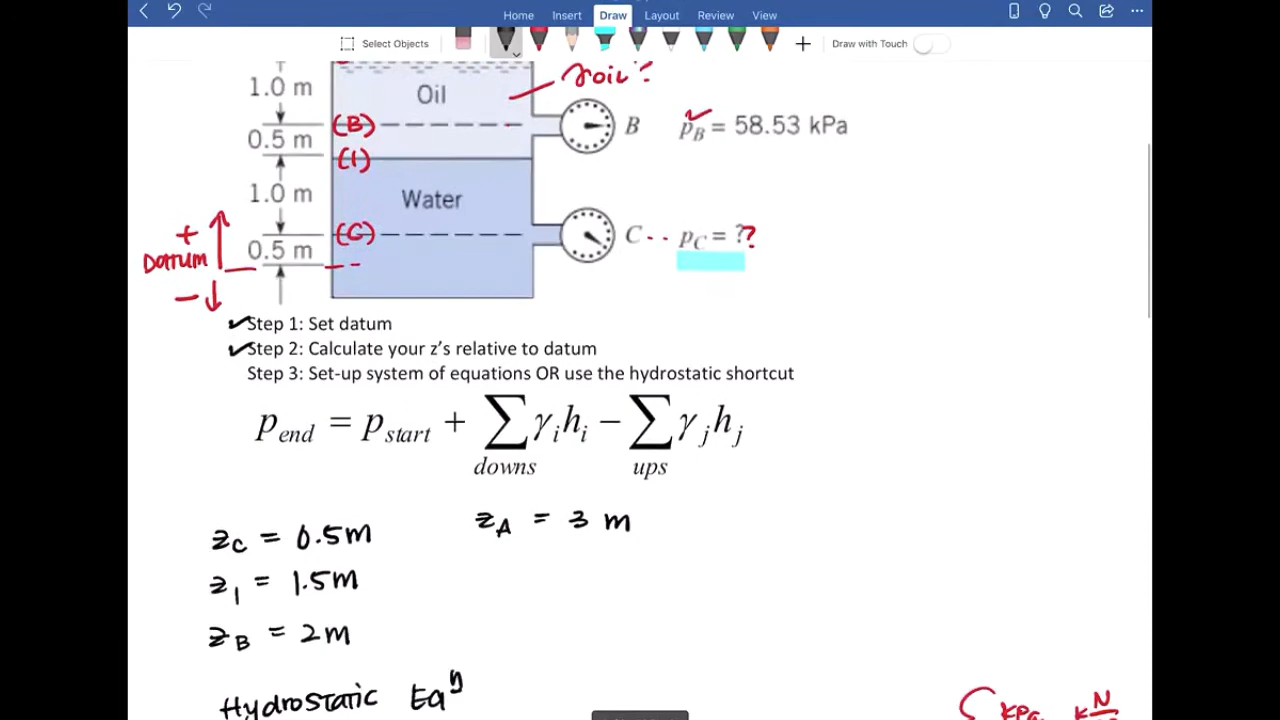 Home Insert Draw Layout Review View
Select Objects
Draw with Touch
1.0 m
Oil
γoil?
(B)
B
pB = 58.53 kPa
0.5 m
(1)
1.0 m
Water
+
(C)
C.. pC = ??
DATUM
0.5 m
−
Step 1: Set datum
Step 2: Calculate your z's relative to datum
Step 3: Set-up system of equations OR use the hydrostatic shortcut
pend = pstart + ∑ γihi − ∑ γjhj
downs ups
zA = 3 m
zC = 0.5m
z1 = 1.5m
zB = 2m
Hydrostatic Eqn
kPa kN